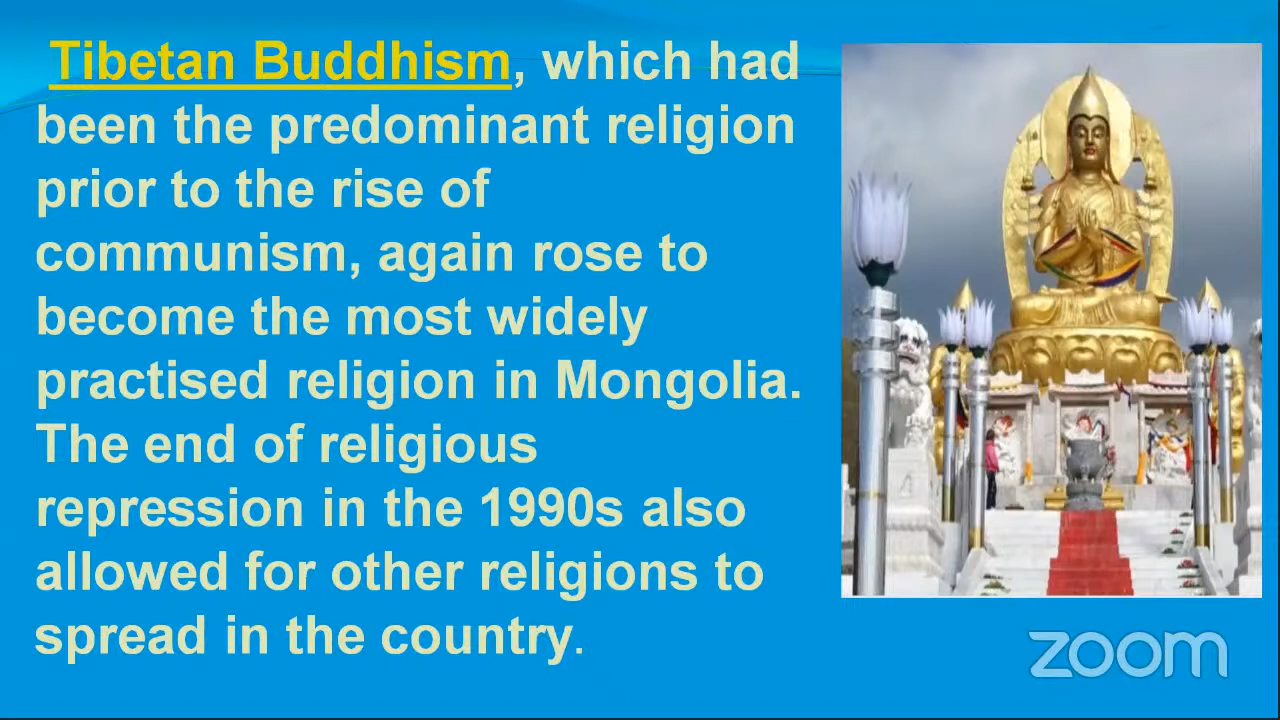 Tibetan Buddhism, which had
been the predominant religion
prior to the rise of
communism, again rose to
become the most widely
practised religion in Mongolia.
The end of religious
repression in the 1990s also
allowed for other religions to
spread in the country.
zoom